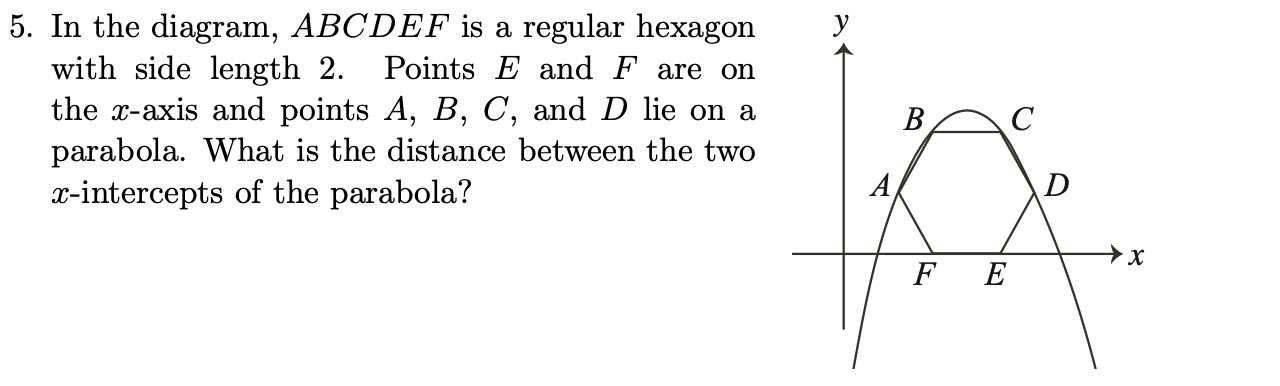 5. In the diagram, ABCDEF is a regular hexagon
with side length 2. Points E and F are on
the x-axis and points A, B, C, and D lie on a
parabola. What is the distance between the two
x-intercepts of the parabola?
y
B
C
A
D
x
F
E